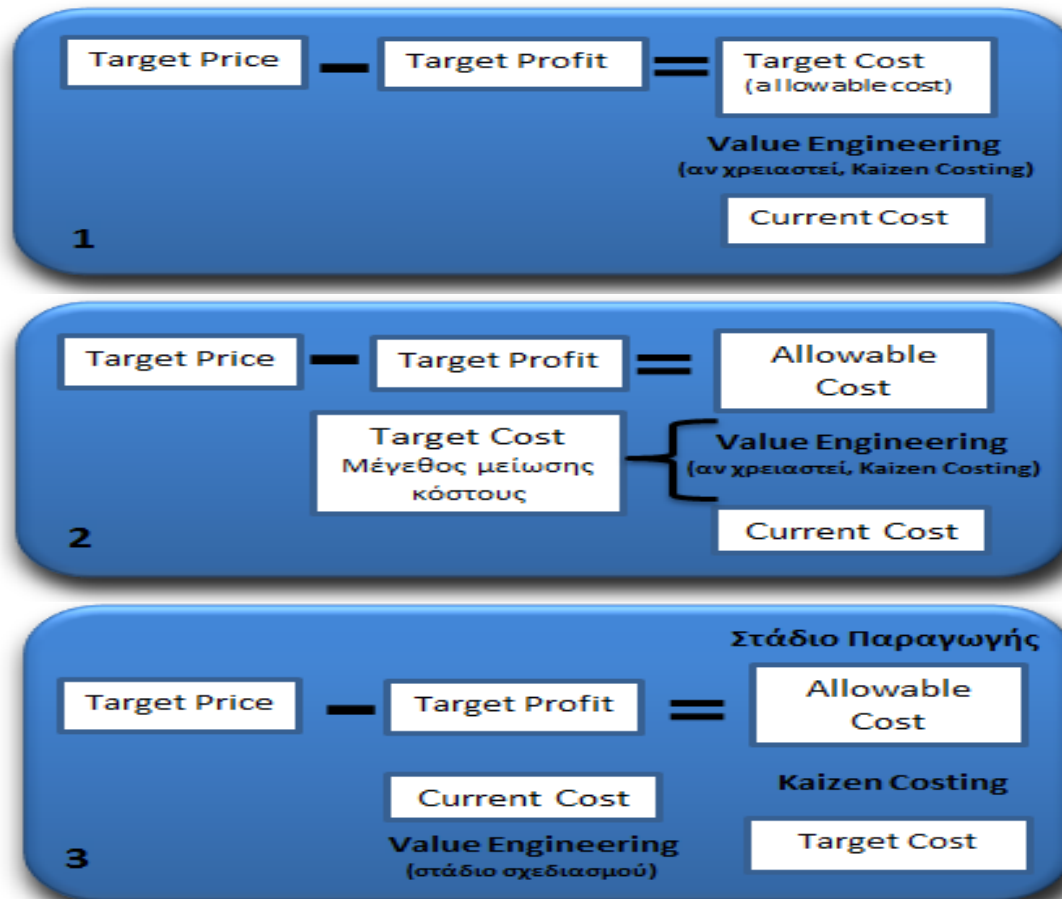 Target Price − Target Profit = Target Cost
(allowable cost)
Value Engineering
(αν χρειαστεί, Kaizen Costing)
Current Cost
1
Target Price − Target Profit = Allowable
Cost
Target Cost
Μέγεθος μείωσης
κόστους
Value Engineering
(αν χρειαστεί, Kaizen Costing)
Current Cost
2
Στάδιο Παραγωγής
Target Price − Target Profit = Allowable
Cost
Current Cost
Value Engineering
(στάδιο σχεδιασμού)
Kaizen Costing
Target Cost
3